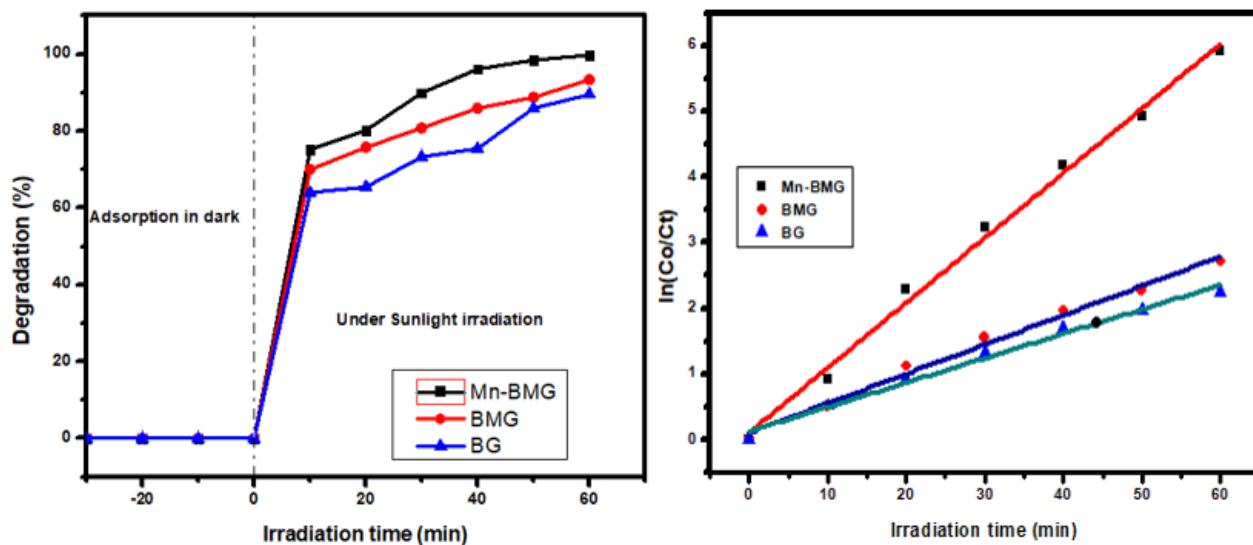 100
80
60
40
20
0
Degradation (%)
Adsorption in dark
Under Sunlight irradiation
Mn-BMG
BMG
BG
-20
0
20
40
60
Irradiation time (min)
6
5
4
3
2
1
0
ln(Co/Ct)
Mn-BMG
BMG
BG
0
10
20
30
40
50
60
Irradiation time (min)